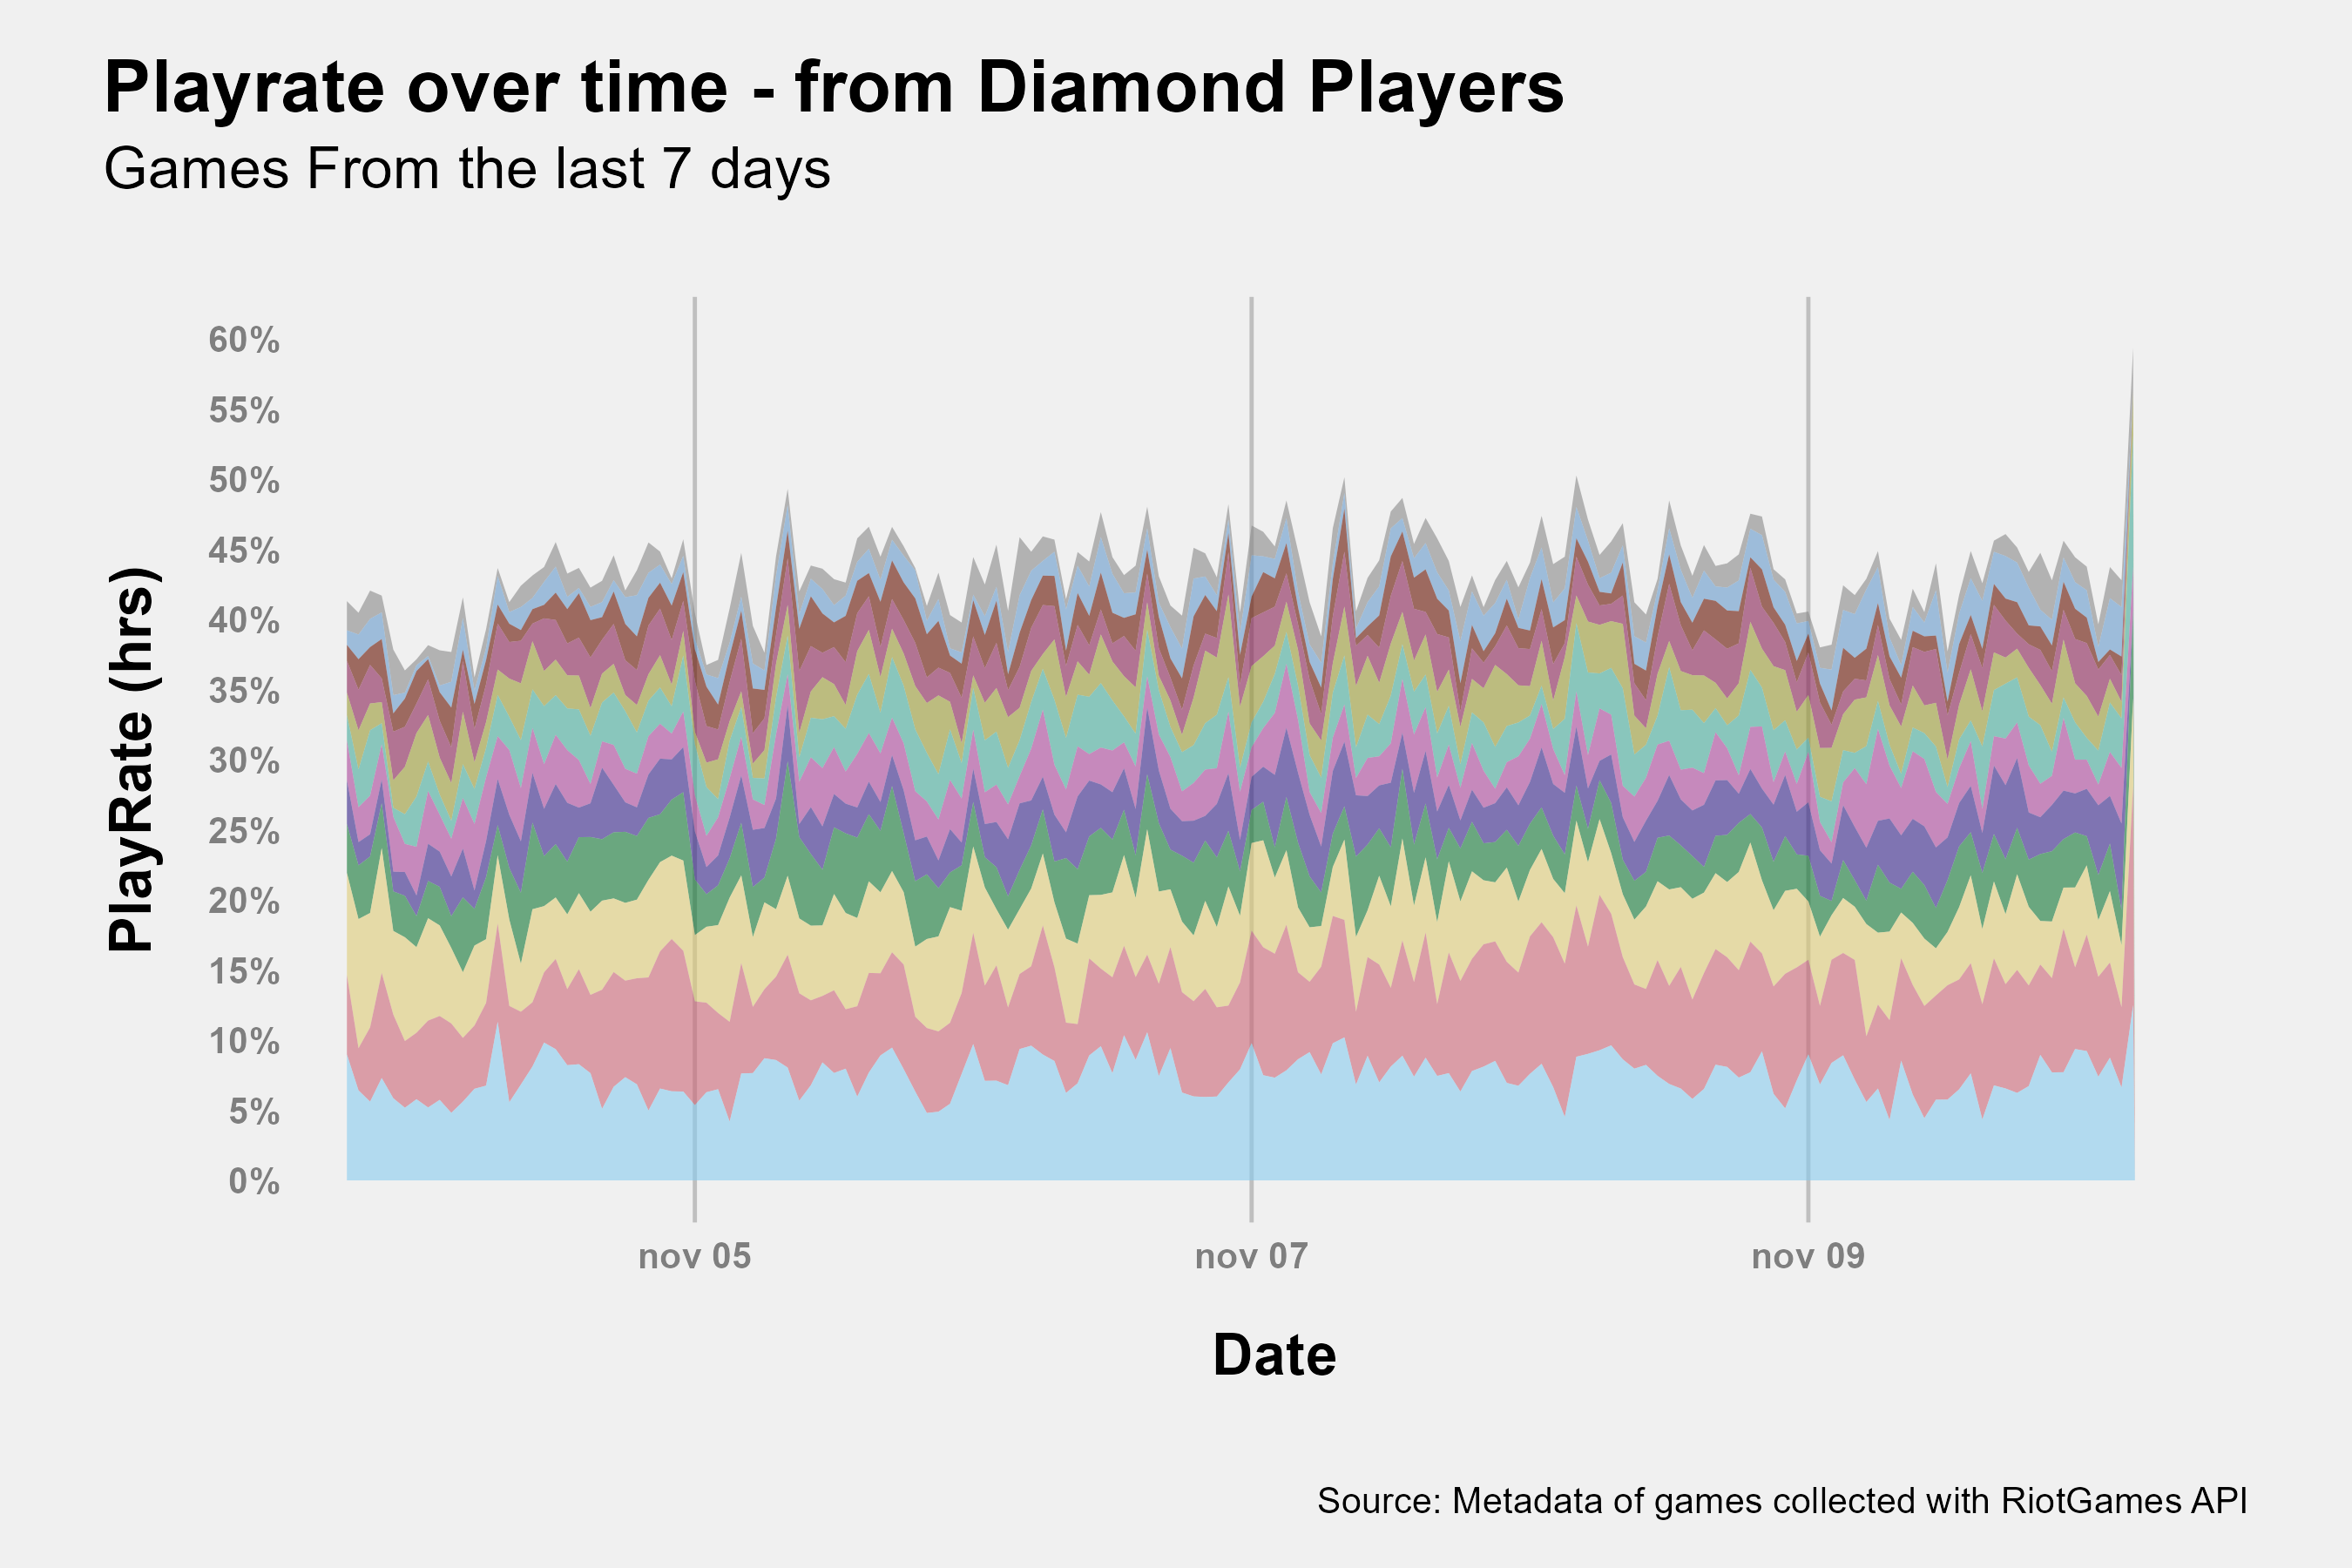 Playrate over time - from Diamond Players
Games From the last 7 days
PlayRate (hrs)
60%
55%
50%
45%
40%
35%
30%
25%
20%
15%
10%
5%
0%
nov 05
nov 07
nov 09
Date
Source: Metadata of games collected with RiotGames API